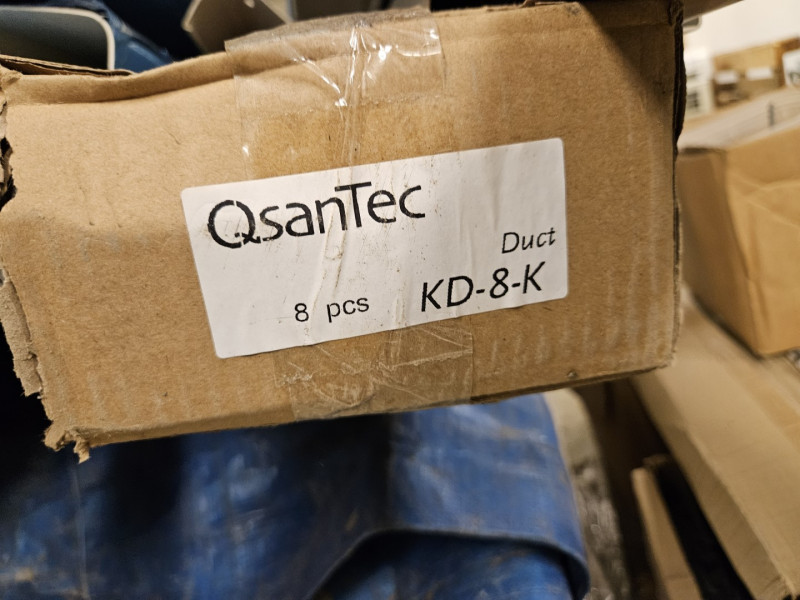 QsanTec
Duct
8 pcs KD-8-K